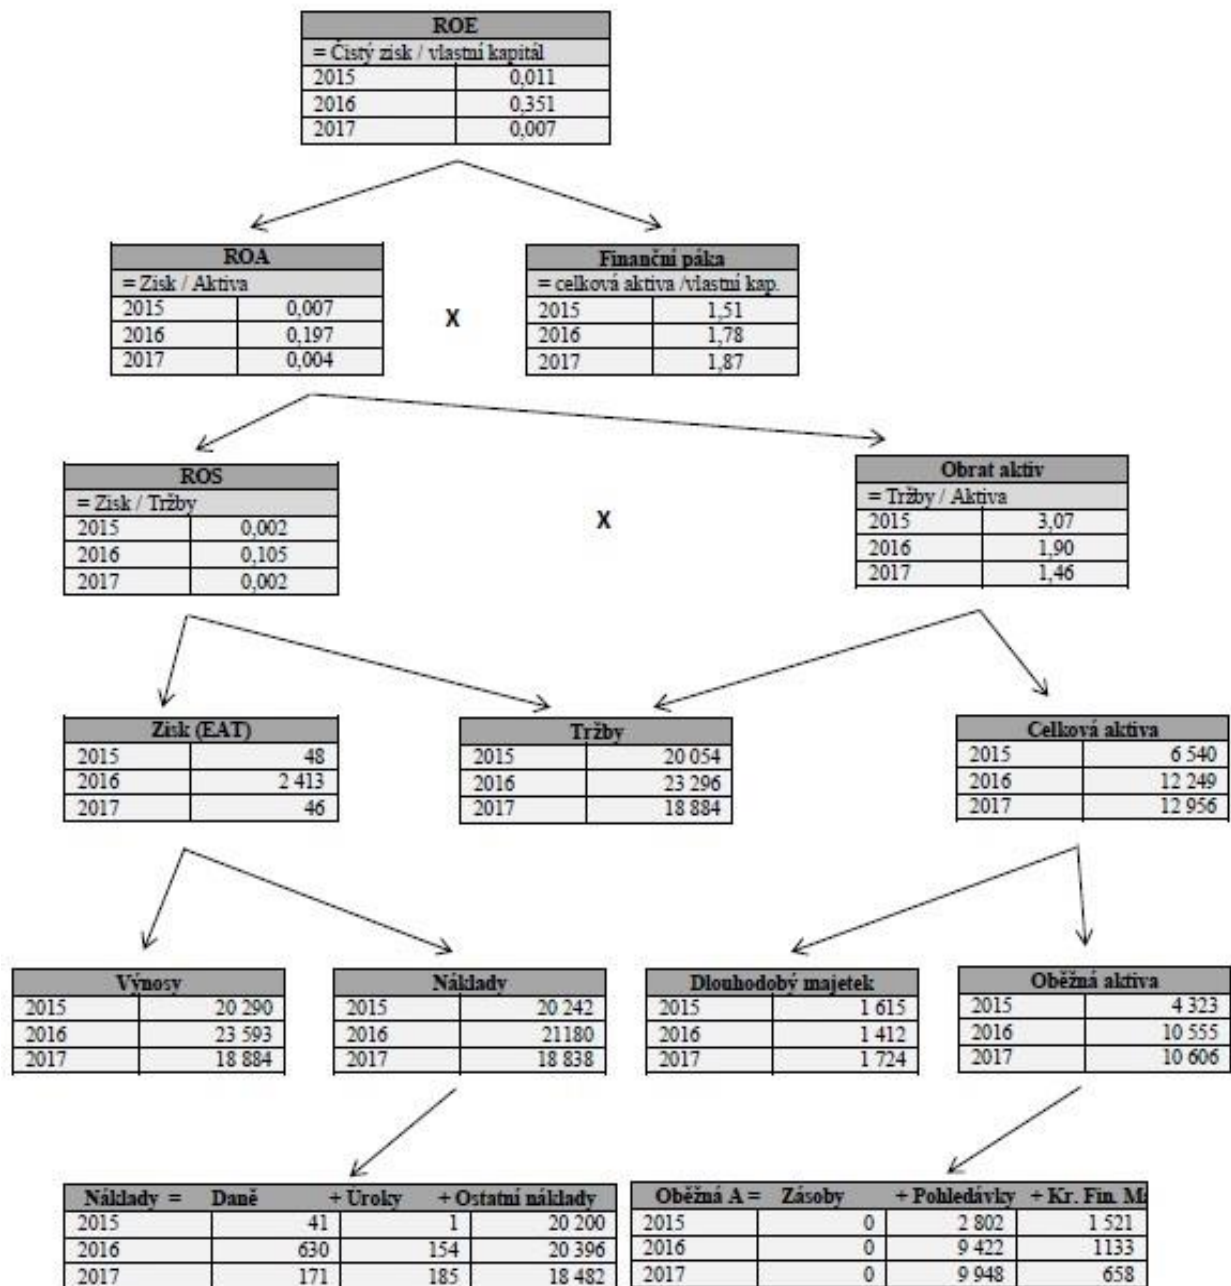 ROE
= Čistý zisk / vlastní kapitál
2015 0,011
2016 0,351
2017 0,007
ROA
= Zisk / Aktiva
2015 0,007
2016 0,197
2017 0,004
X
Finanční páka
= celková aktiva /vlastní kap.
2015 1,51
2016 1,78
2017 1,87
ROS
= Zisk / Tržby
2015 0,002
2016 0,105
2017 0,002
X
Obrat aktiv
= Tržby / Aktiva
2015 3,07
2016 1,90
2017 1,46
Zisk (EAT)
2015 48
2016 2 413
2017 46
Tržby
2015 20 054
2016 23 296
2017 18 884
Celková aktiva
2015 6 540
2016 12 249
2017 12 956
Výnosy
2015 20 290
2016 23 593
2017 18 884
Náklady
2015 20 242
2016 21180
2017 18 838
Dlouhodobý majetek
2015 1 615
2016 1 412
2017 1 724
Oběžná aktiva
2015 4 323
2016 10 555
2017 10 606
Náklady = Daně + Úroky + Ostatní náklady
2015 41 1 20 200
2016 630 154 20 396
2017 171 185 18 482
Oběžná A = Zásoby + Pohledávky + Kr. Fin.
2015 0 2 802 1 521
2016 0 9 422 1133
2017 0 9 948 658